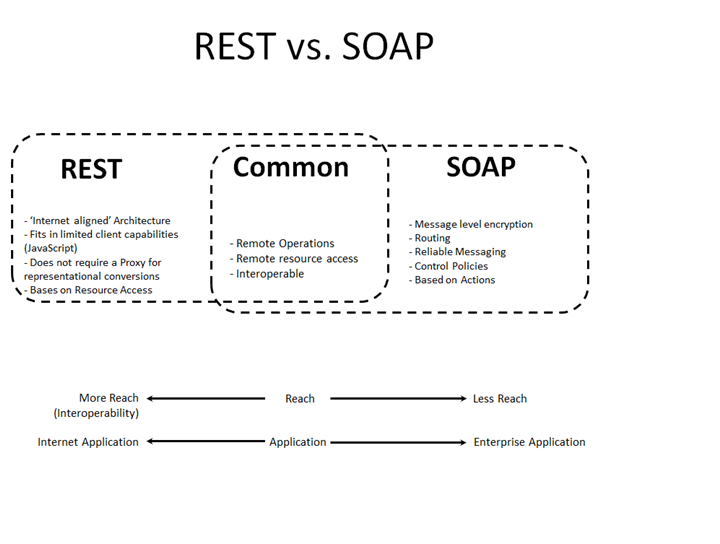 REST vs. SOAP
REST
- ‘Internet aligned’ Architecture
- Fits in limited client capabilities
(JavaScript)
- Does not require a Proxy for
representational conversions
- Bases on Resource Access
Common
- Remote Operations
- Remote resource access
- Interoperable
SOAP
- Message level encryption
- Routing
- Reliable Messaging
- Control Policies
- Based on Actions
More Reach
(Interoperability)
Reach
Less Reach
Internet Application
Application
Enterprise Application